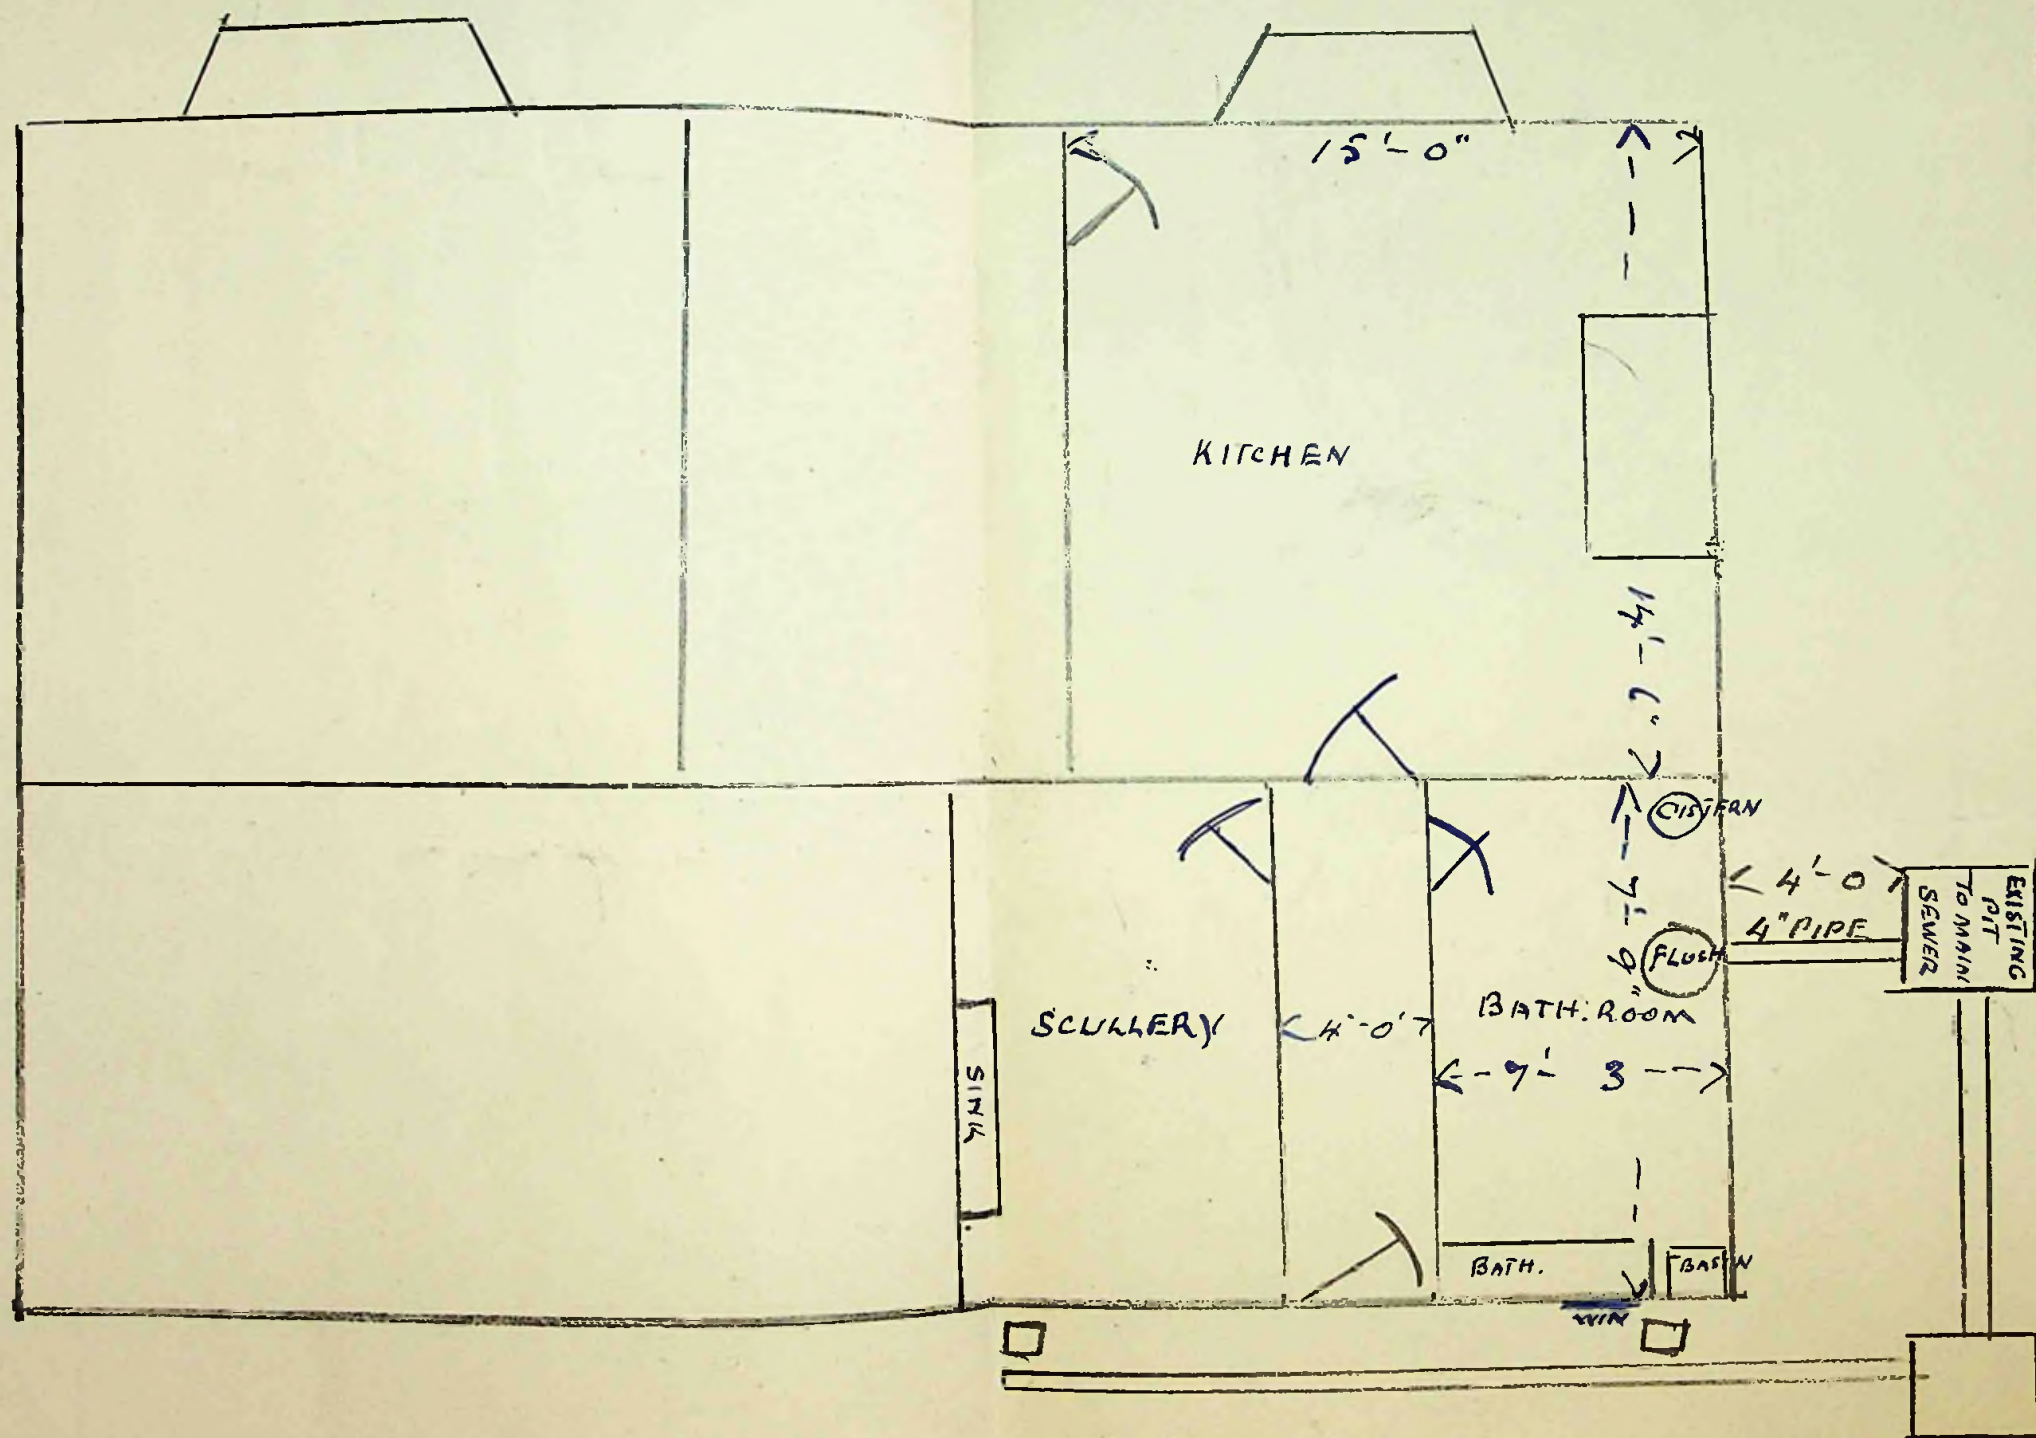 15'-0"
KITCHEN
14'-6"
CISTERN
4'-0
EXISTING
PIT
TO MAIN
SEWER
4" PIPE
FLUSH
7'-9"
BATH:ROOM
SCULLERY
4'-0'
7'- 3
SINK
BATH.
BASIN
WIN